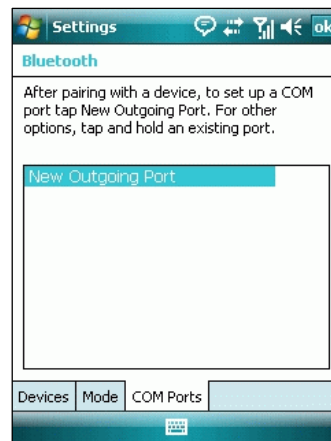 Settings
ok
Bluetooth
After pairing with a device, to set up a COM
port tap New Outgoing Port. For other
options, tap and hold an existing port.
New Outgoing Port
Devices Mode COM Ports